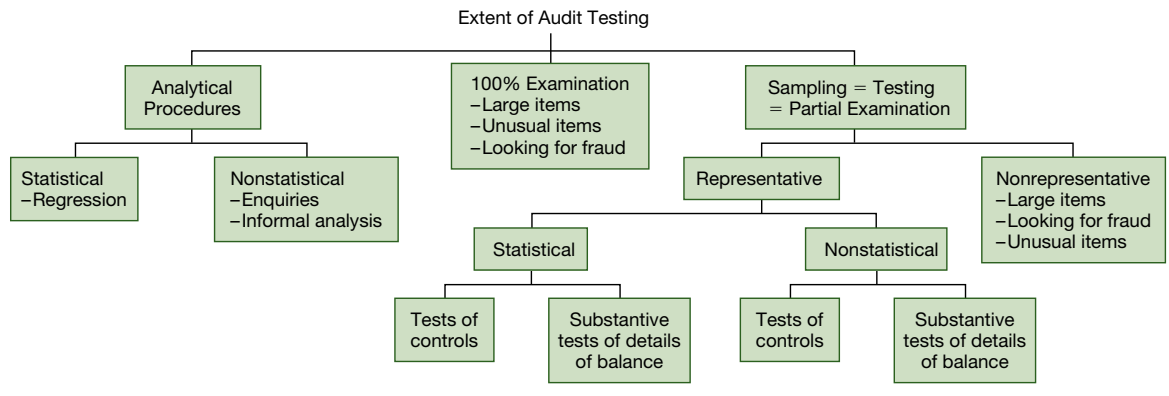 Extent of Audit Testing
Analytical
Procedures
100% Examination
–Large items
–Unusual items
–Looking for fraud
Sampling = Testing
= Partial Examination
Statistical
–Regression
Nonstatistical
–Enquiries
–Informal analysis
Representative
Nonrepresentative
–Large items
–Looking for fraud
–Unusual items
Statistical
Nonstatistical
Tests of
controls
Substantive
tests of details
of balance
Tests of
controls
Substantive
tests of details
of balance